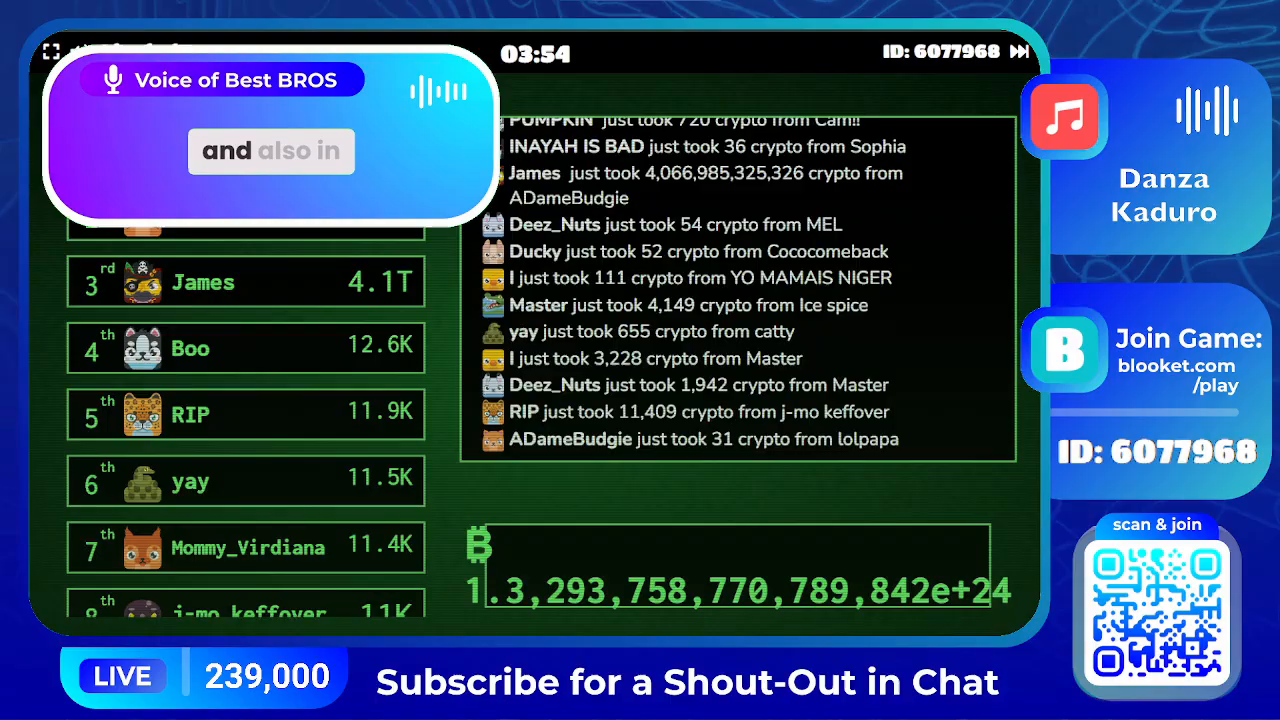 03:54
ID: 6077968
Voice of Best BROS
and also in
PUMPKIN just took 720 crypto from Cam!!
INAYAH IS BAD just took 36 crypto from Sophia
James just took 4,066,985,325,326 crypto from
ADameBudgie
Deez_Nuts just took 54 crypto from MEL
Ducky just took 52 crypto from Cococomeback
I just took 111 crypto from YO MAMAIS NIGER
Master just took 4,149 crypto from Ice spice
yay just took 655 crypto from catty
I just took 3,228 crypto from Master
Deez_Nuts just took 1,942 crypto from Master
RIP just took 11,409 crypto from j-mo keffover
ADameBudgie just took 31 crypto from lolpapa
3rd James 4.1T
4th Boo 12.6K
5th RIP 11.9K
6th yay 11.5K
7th Mommy_Virdiana 11.4K
8th j-mo keffover 11K
₿
1.3,293,758,770,789,842e+24
Danza
Kaduro
B
Join Game:
blooket.com
/play
ID: 6077968
scan & join
LIVE 239,000
Subscribe for a Shout-Out in Chat